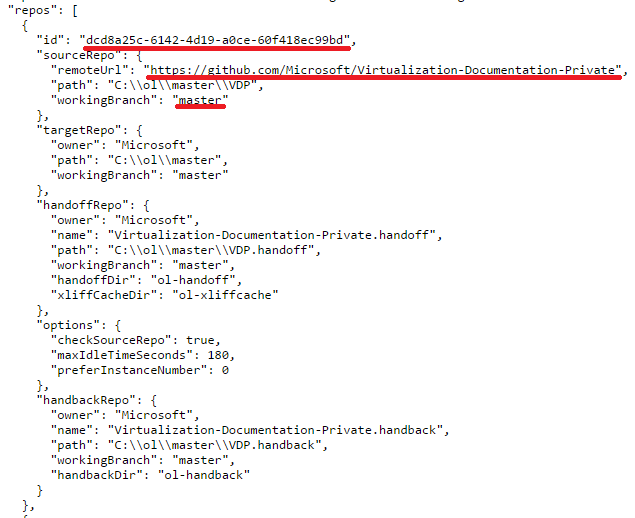 "repos": [
{
"id": "dcd8a25c-6142-4d19-a0ce-60f418ec99bd",
"sourceRepo": {
"remoteUrl": "https://github.com/Microsoft/Virtualization-Documentation-Private",
"path": "C:\\ol\\master\\VDP",
"workingBranch": "master"
},
"targetRepo": {
"owner": "Microsoft",
"path": "C:\\ol\\master",
"workingBranch": "master"
},
"handoffRepo": {
"owner": "Microsoft",
"name": "Virtualization-Documentation-Private.handoff",
"path": "C:\\ol\\master\\VDP.handoff",
"workingBranch": "master",
"handoffDir": "ol-handoff",
"xliffCacheDir": "ol-xliffcache"
},
"options": {
"checkSourceRepo": true,
"maxIdleTimeSeconds": 180,
"preferInstanceNumber": 0
},
"handbackRepo": {
"owner": "Microsoft",
"name": "Virtualization-Documentation-Private.handback",
"path": "C:\\ol\\master\\VDP.handback",
"workingBranch": "master",
"handbackDir": "ol-handback"
}
},